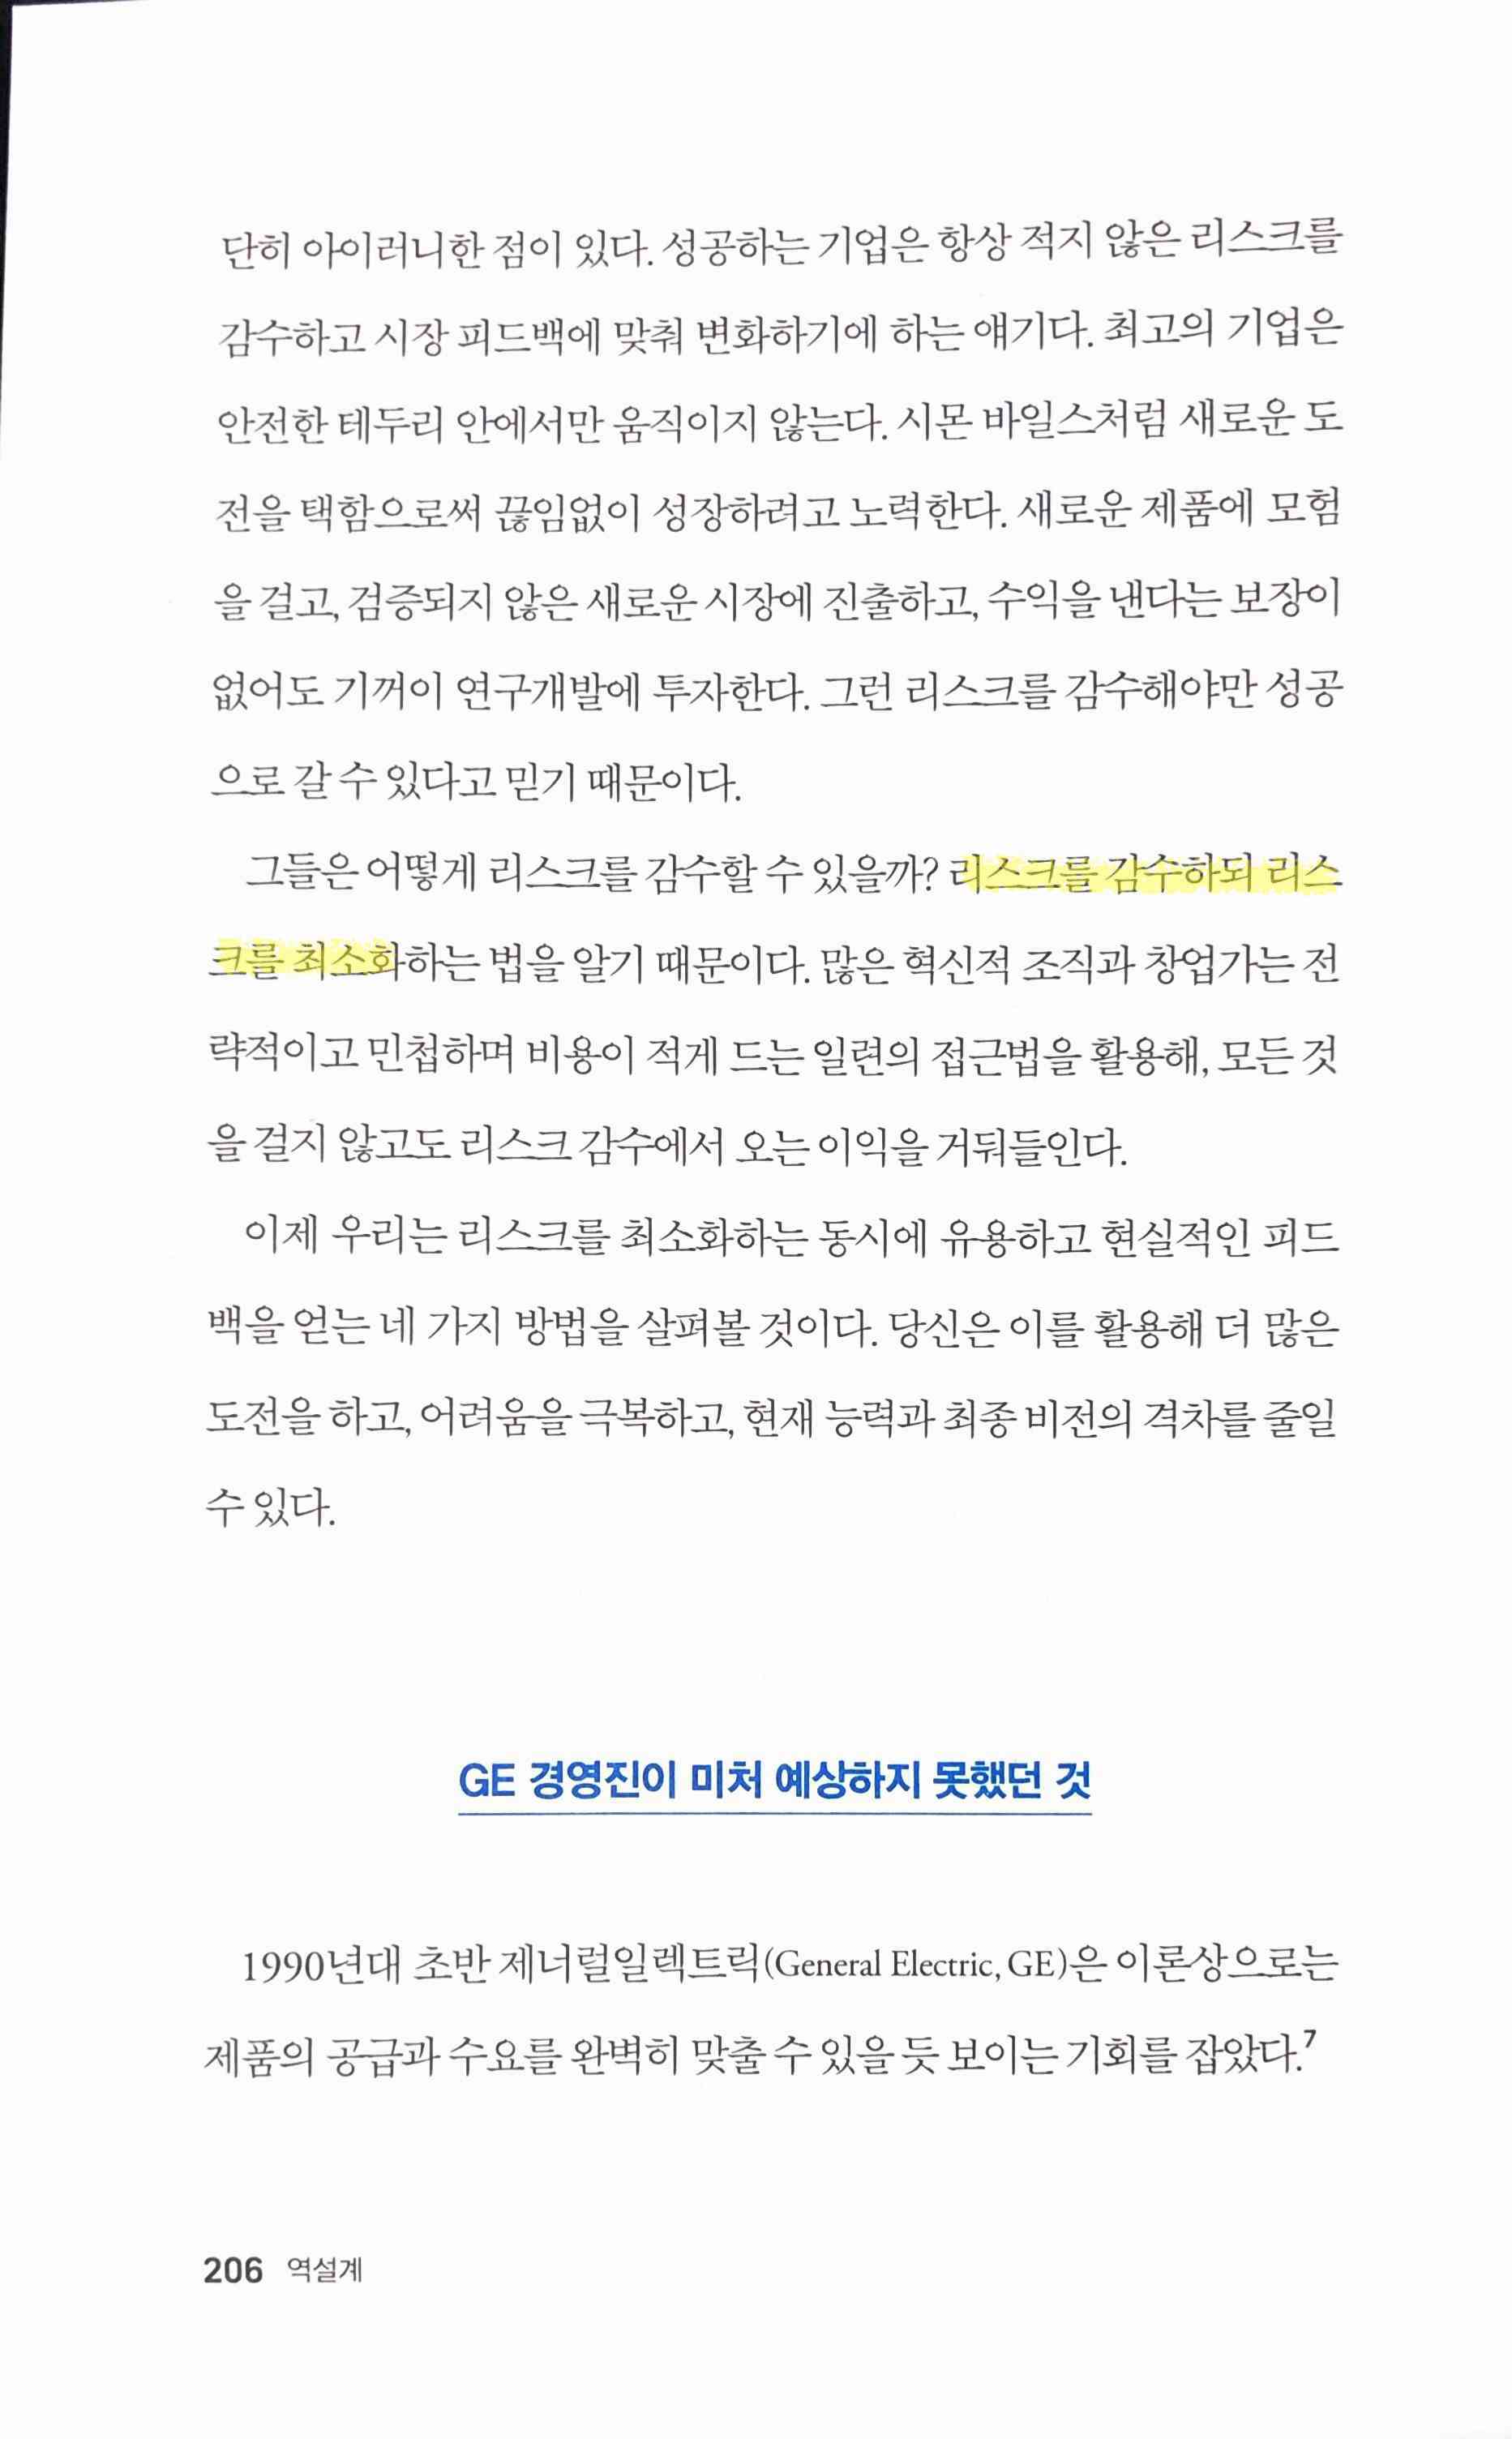 단히 아이러니한 점이 있다. 성공하는 기업은 항상 적지 않은 리스크를
감수하고 시장 피드백에 맞춰 변화하기에 하는 얘기다. 최고의 기업은
안전한 테두리 안에서만 움직이지 않는다. 시몬 바일스처럼 새로운 도
전을 택함으로써 끊임없이 성장하려고 노력한다. 새로운 제품에 모험
을 걸고, 검증되지 않은 새로운 시장에 진출하고, 수익을 낸다는 보장이
없어도 기꺼이 연구개발에 투자한다. 그런 리스크를 감수해야만 성공
으로 갈 수 있다고 믿기 때문이다.
그들은 어떻게 리스크를 감수할 수 있을까? 리스크를 감수하되 리스
크를 최소화하는 법을 알기 때문이다. 많은 혁신적 조직과 창업가는 전
략적이고 민첩하며 비용이 적게 드는 일련의 접근법을 활용해, 모든 것
을 걸지 않고도 리스크 감수에서 오는 이익을 거둬들인다.
이제 우리는 리스크를 최소화하는 동시에 유용하고 현실적인 피드
백을 얻는 네 가지 방법을 살펴볼 것이다. 당신은 이를 활용해 더 많은
도전을 하고, 어려움을 극복하고, 현재 능력과 최종 비전의 격차를 줄일
수 있다.
GE 경영진이 미처 예상하지 못했던 것
1990년대 초반 제너럴일렉트릭(General Electric, GE)은 이론상으로는
제품의 공급과 수요를 완벽히 맞출 수 있을 듯 보이는 기회를 잡았다.7
206 역설계